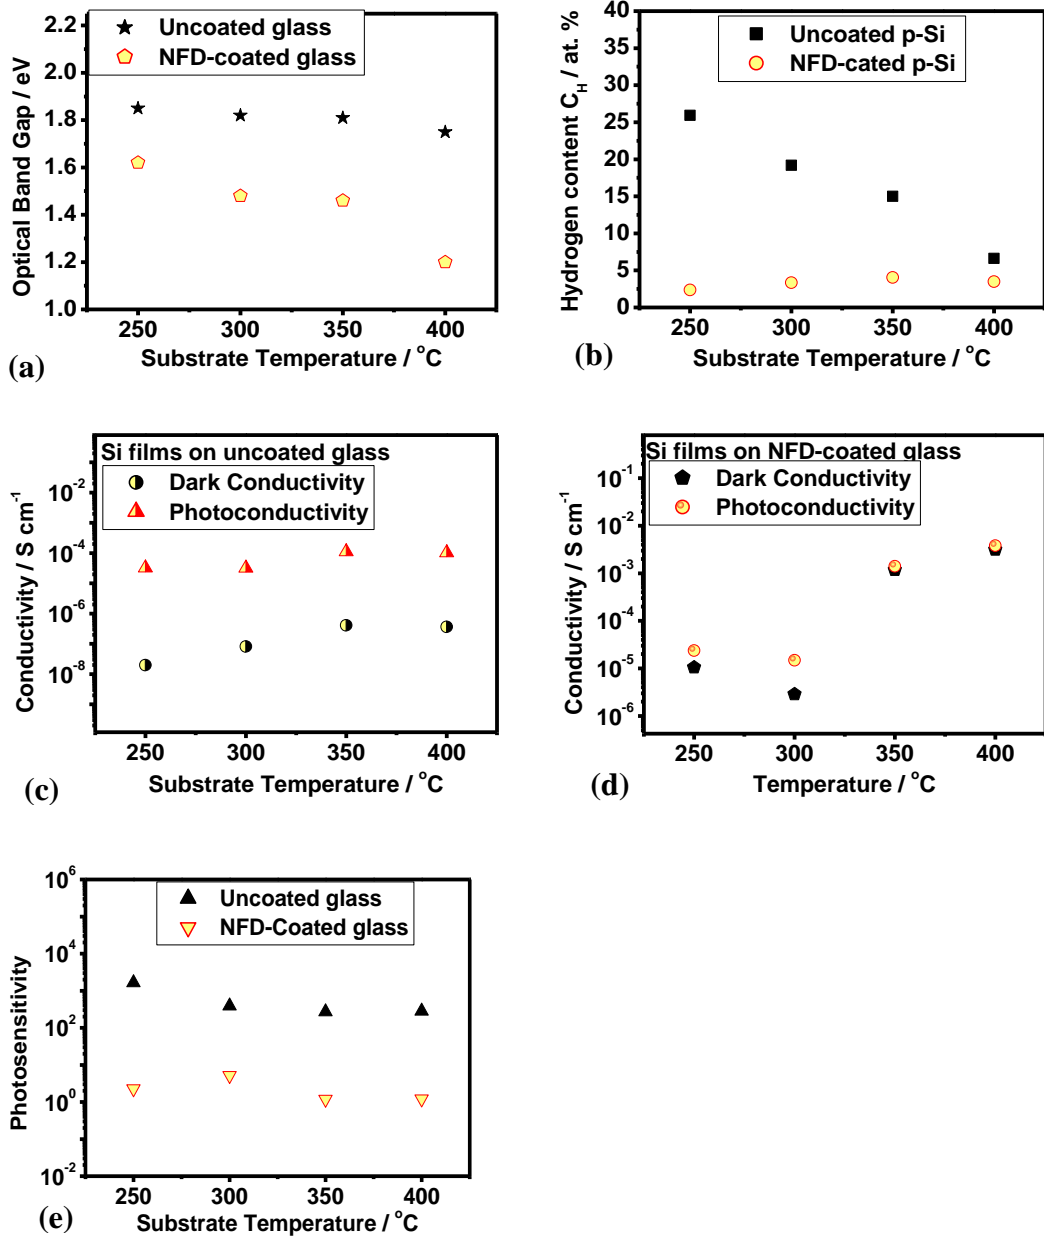 2.2
2.0
1.8
1.6
1.4
1.2
1.0
Optical Band Gap / eV
Uncoated glass
NFD-coated glass
250 300 350 400
Substrate Temperature / °C
(a)
40
35
30
25
20
15
10
5
0
Hydrogen content C_H / at. %
Uncoated p-Si
NFD-cated p-Si
250 300 350 400
Substrate Temperature / °C
(b)
Si films on uncoated glass
Dark Conductivity
Photoconductivity
10^-2
10^-4
10^-6
10^-8
Conductivity / S cm^-1
250 300 350 400
Substrate Temperature / °C
(c)
Si films on NFD-coated glass
Dark Conductivity
Photoconductivity
10^-1
10^-2
10^-3
10^-4
10^-5
10^-6
Conductivity / S cm^-1
250 300 350 400
Temperature / °C
(d)
10^6
10^4
10^2
10^0
10^-2
Photosensitivity
Uncoated glass
NFD-Coated glass
250 300 350 400
Substrate Temperature / °C
(e)